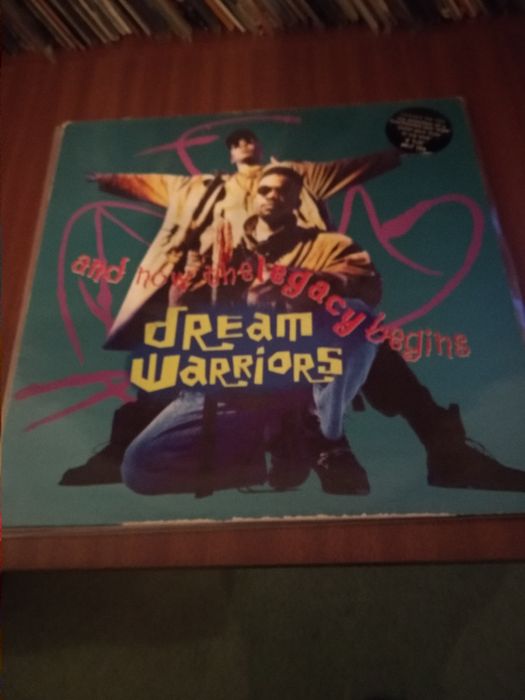 and now the legacy begins
dream
warriors